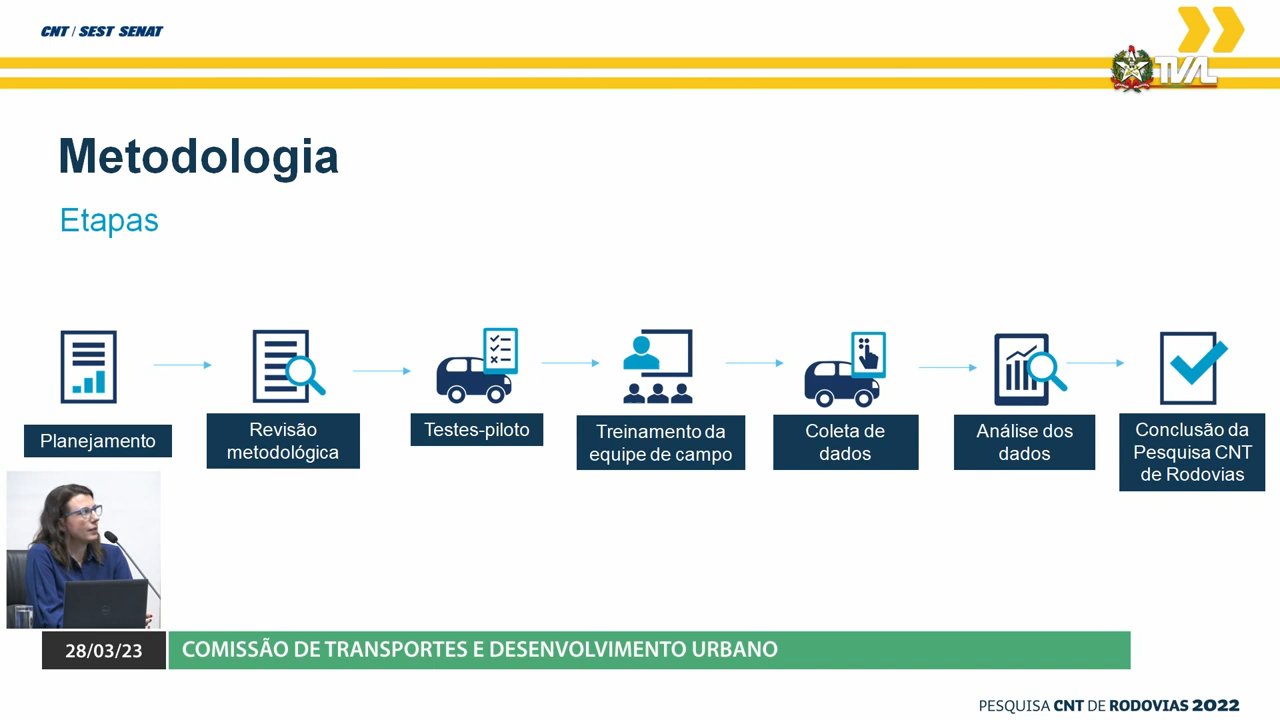 CNT / SEST SENAT
TVAL
Metodologia
Etapas
Planejamento
Revisão
metodológica
Testes-piloto
Treinamento da
equipe de campo
Coleta de
dados
Análise dos
dados
Conclusão da
Pesquisa CNT
de Rodovias
28/03/23
COMISSÃO DE TRANSPORTES E DESENVOLVIMENTO URBANO
PESQUISA CNT DE RODOVIAS 2022